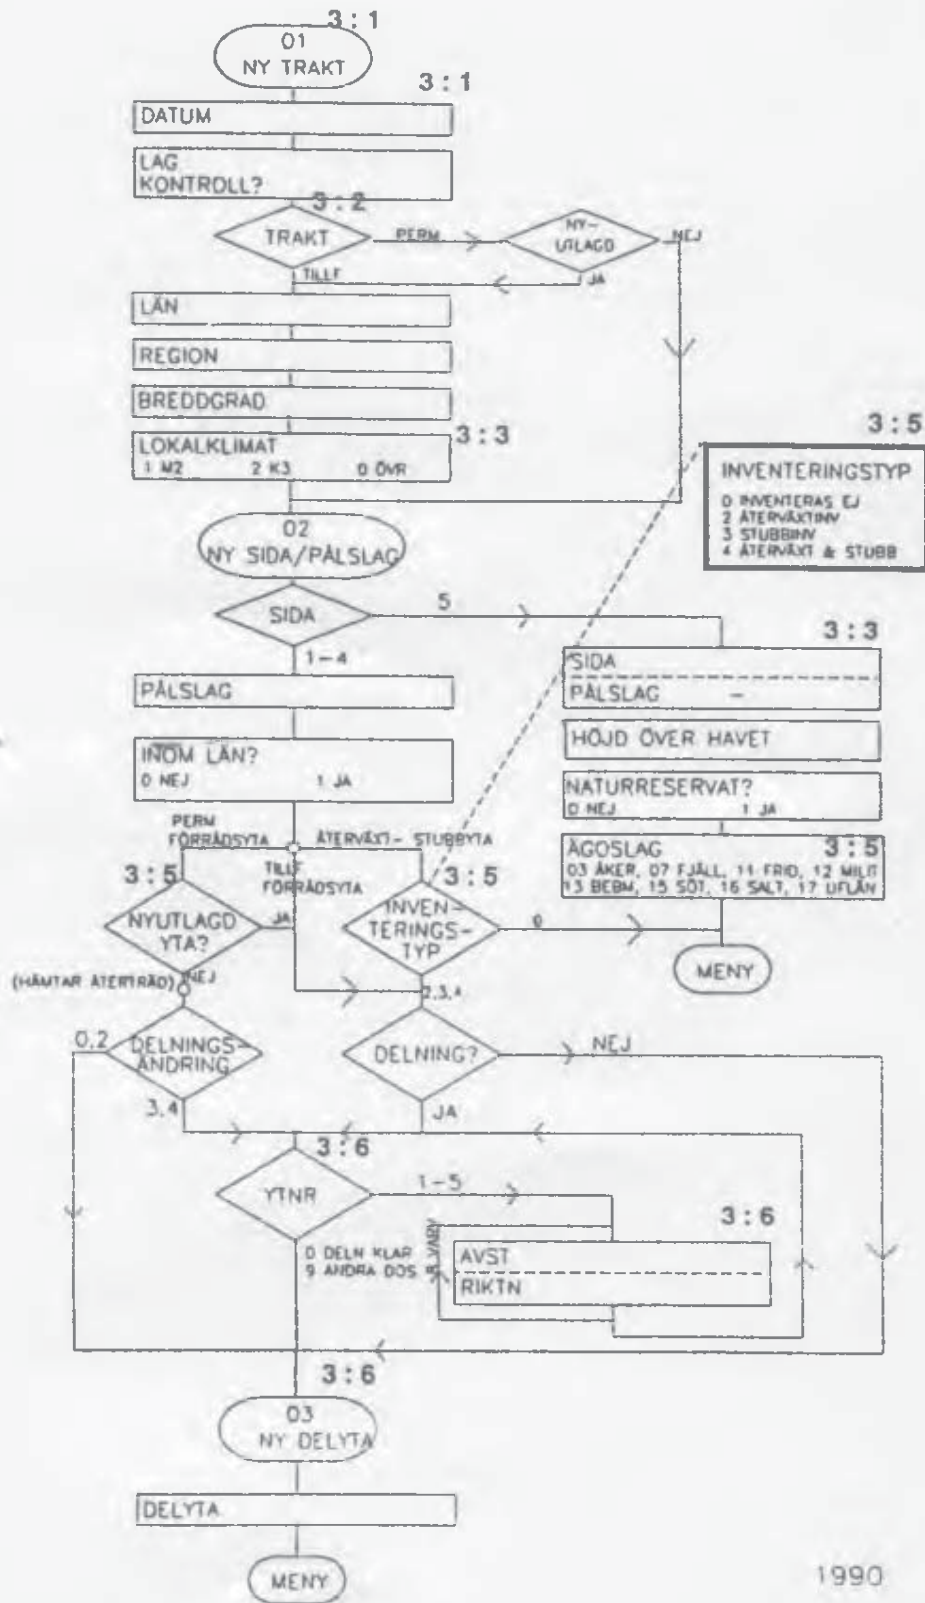 3:1
01
NY TRAKT
3:1
DATUM
LAG
KONTROLL?
3:2
TRAKT
PERM
NY-
UTLAGD
NEJ
TILLF
JA
LÄN
REGION
BREDDGRAD
3:3
LOKALKLIMAT
1 M2 2 K3 0 ÖVR
3:5
INVENTERINGSTYP
0 INVENTERAS EJ
2 ÅTERVÄXTINV
3 STUBBINV
4 ÅTERVÄXT & STUBB
02
NY SIDA/PÅLSLAG
SIDA
5
1-4
3:3
SIDA
PÅLSLAG -
PÅLSLAG
HÖJD ÖVER HAVET
INOM LÄN?
0 NEJ 1 JA
NATURRESERVAT?
0 NEJ 1 JA
PERM
FÖRRÅDSYTA
ÅTERVÄXT- STUBBYTA
TILLF
FÖRRÅDSYTA
ÄGOSLAG 3:5
03 ÅKER, 07 FJÄLL, 11 FRID, 12 MILIT
13 BEBM, 15 SÖT, 16 SALT, 17 UFLÄN
3:5
NYUTLAGD
YTA?
JA
3:5
INVEN-
TERINGS-
TYP
0
MENY
(HÄMTAR ÅTERTRÄD)
NEJ
2,3,4
0,2
DELNINGS-
ÄNDRING
DELNING?
NEJ
3,4
JA
3:6
YTNR
1-5
3:6
0 DELN KLAR
9 ANDRA DOS
R VARV
AVST
RIKTN
3:6
03
NY DELYTA
DELYTA
MENY
1990